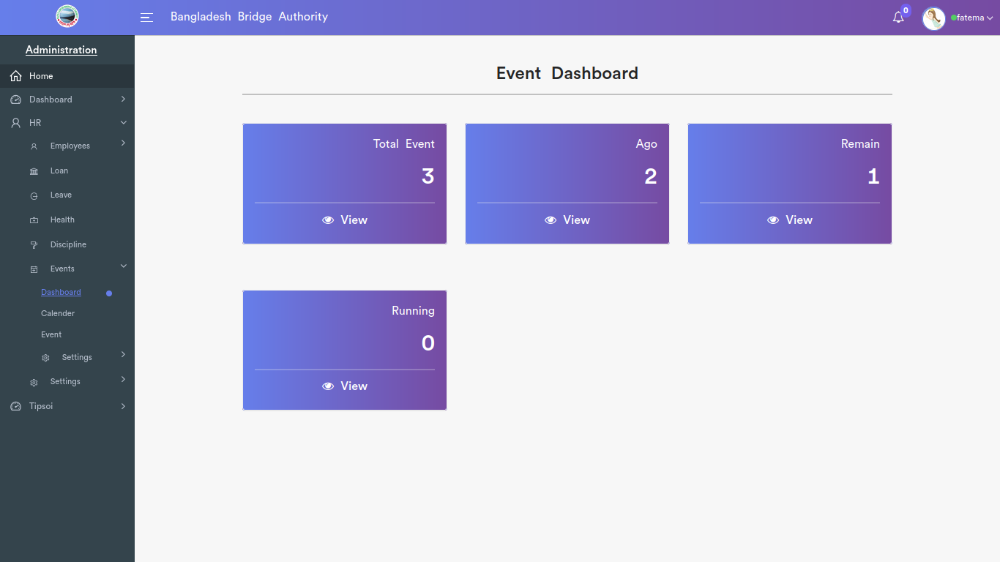 Bangladesh Bridge Authority
0
fatema
Administration
Home
Dashboard
HR
Employees
Loan
Leave
Health
Discipline
Events
Dashboard
Calender
Event
Settings
Settings
Tipsoi
Event Dashboard
Total Event
3
View
Ago
2
View
Remain
1
View
Running
0
View